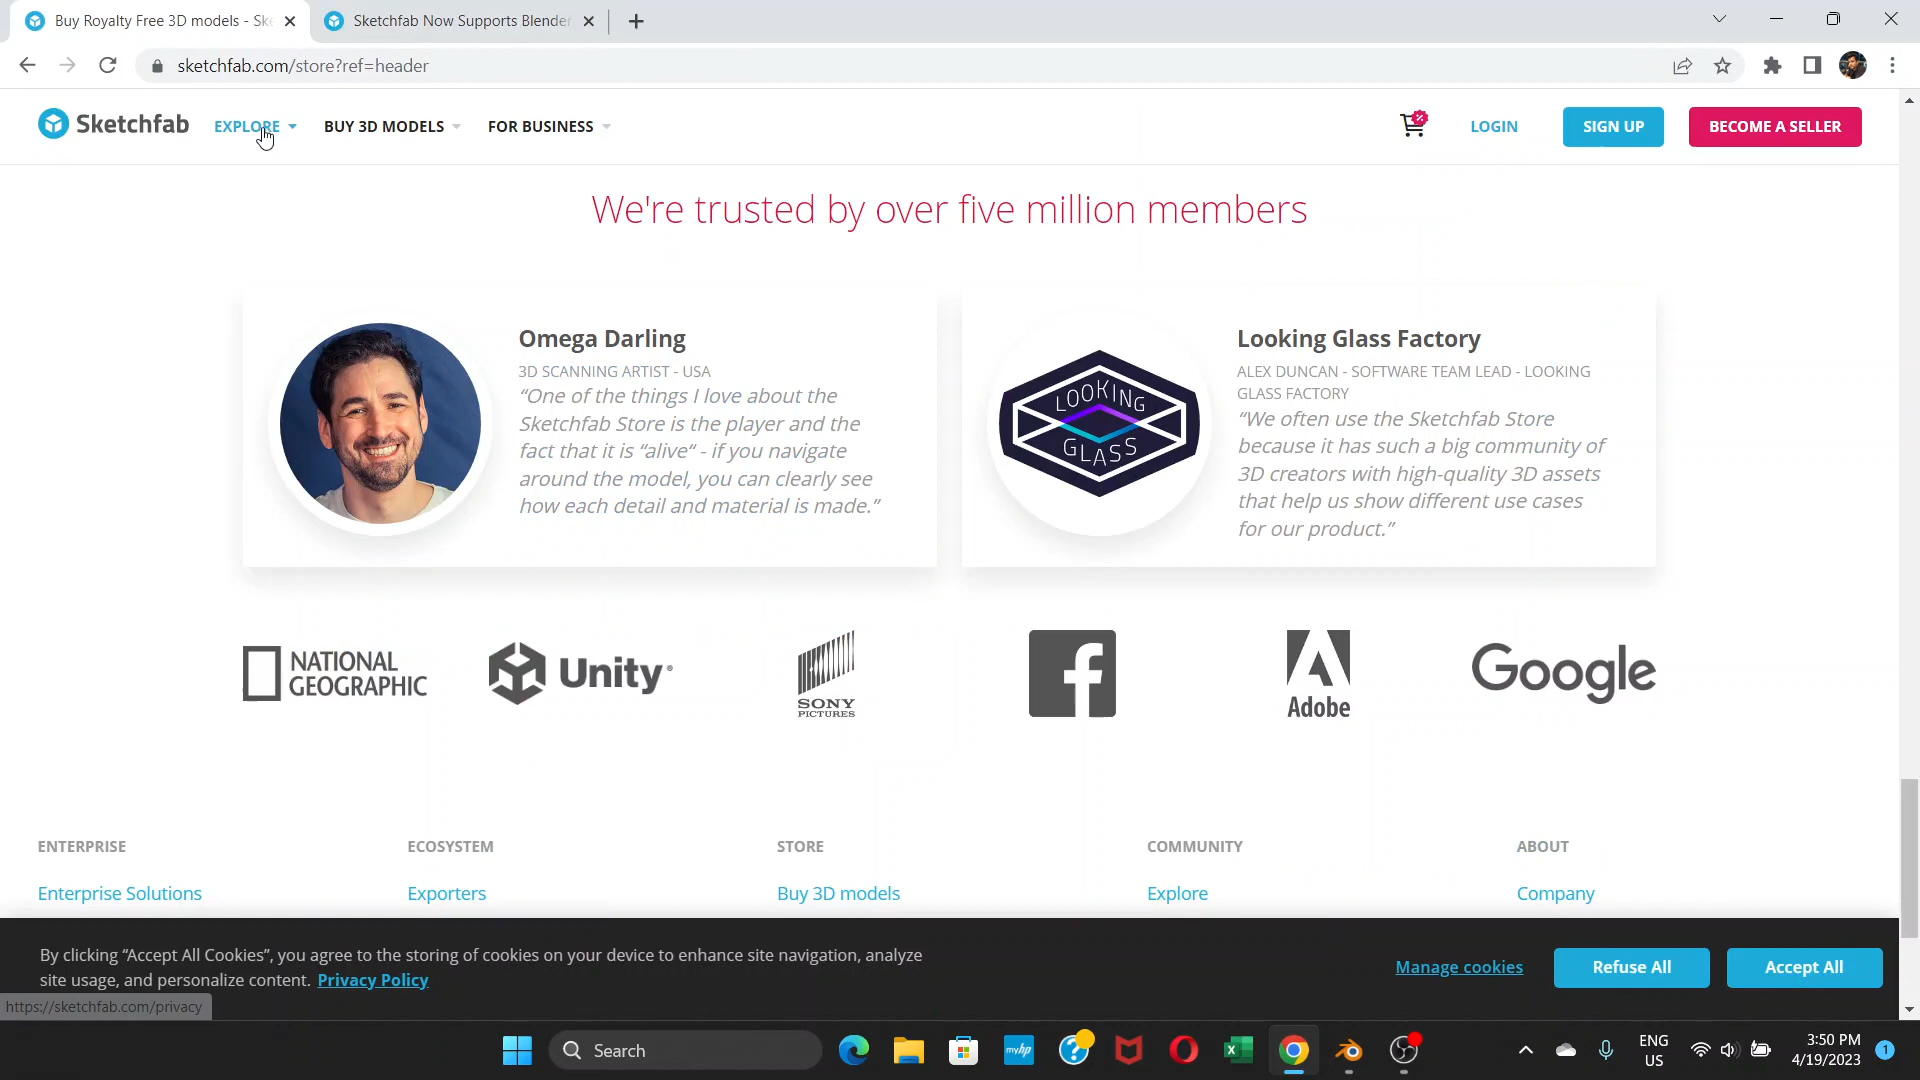 Buy Royalty Free 3D models - Sk
Sketchfab Now Supports Blender
sketchfab.com/store?ref=header
Sketchfab
EXPLORE
BUY 3D MODELS
FOR BUSINESS
LOGIN
SIGN UP
BECOME A SELLER
We're trusted by over five million members
Omega Darling
3D SCANNING ARTIST - USA
“One of the things I love about the
Sketchfab Store is the player and the
fact that it is “alive“ - if you navigate
around the model, you can clearly see
how each detail and material is made.”
LOOKING
GLASS
Looking Glass Factory
ALEX DUNCAN - SOFTWARE TEAM LEAD - LOOKING
GLASS FACTORY
“We often use the Sketchfab Store
because it has such a big community of
3D creators with high-quality 3D assets
that help us show different use cases
for our product.”
NATIONAL
GEOGRAPHIC
Unity
SONY
PICTURES
f
Adobe
Google
ENTERPRISE
ECOSYSTEM
STORE
COMMUNITY
ABOUT
Enterprise Solutions
Exporters
Buy 3D models
Explore
Company
By clicking “Accept All Cookies”, you agree to the storing of cookies on your device to enhance site navigation, analyze
site usage, and personalize content. Privacy Policy
Manage cookies
Refuse All
Accept All
https://sketchfab.com/privacy
Search
myhp
ENG
US
3:50 PM
4/19/2023
1